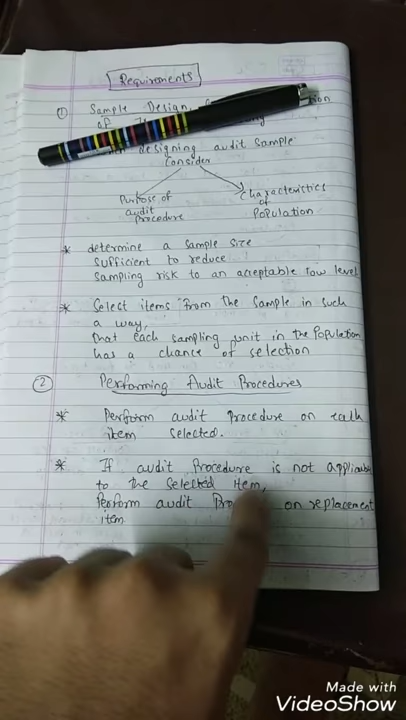 Requirements
① Sample Design,
of
designing audit sample
Consider
Purpose of
audit
procedure
Characteristics
of
Population
* determine a sample size
sufficient to reduce
sampling risk to an acceptable low level
* Select items from the sample in such
a way,
that each sampling unit in the Population
has a chance of selection
② Performing Audit Procedures
* Perform audit procedure on each
item selected.
* If audit Procedure is not applicable
to the selected item,
Perform audit on replacement
item
Made with
VideoShow